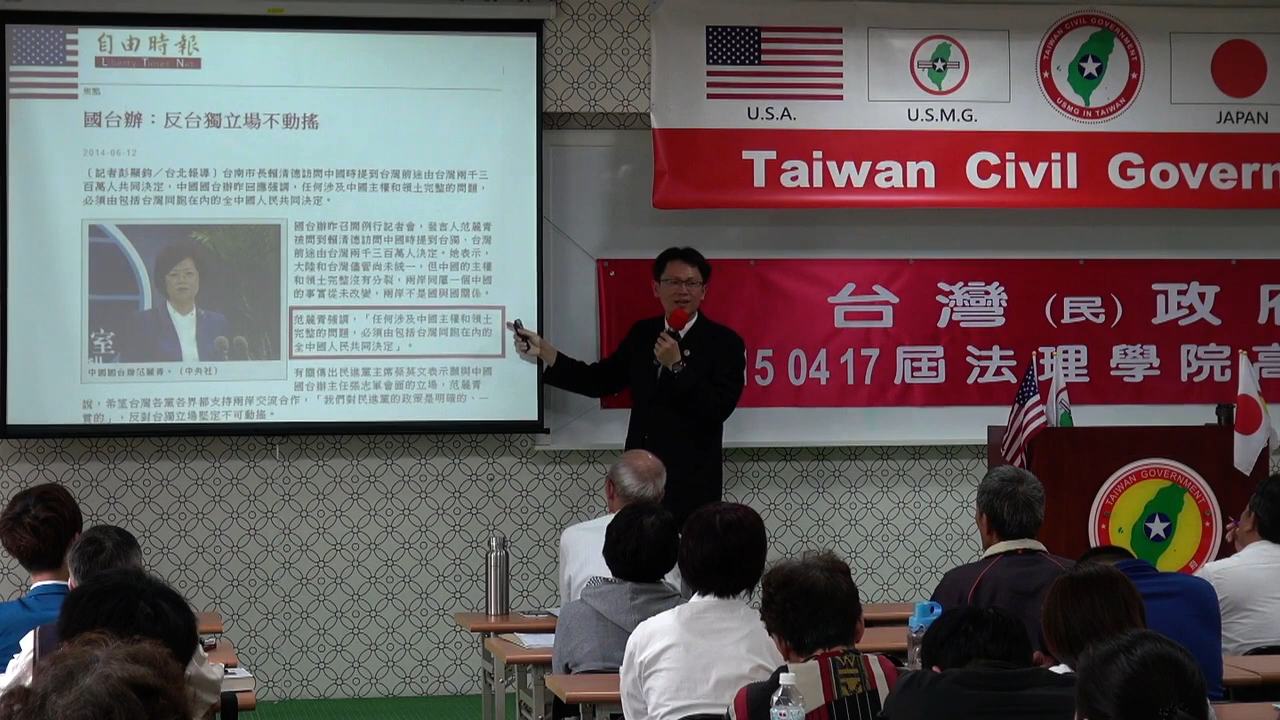 自由時報
Liberty Times Net
焦點
國台辦：反台獨立場不動搖
2014-06-12
〔記者彭顯鈞／台北報導〕台南市長賴清德訪問中國時提到台灣前途由台灣兩千三
百萬人共同決定，中國國台辦昨回應強調，任何涉及中國主權和領土完整的問題，
必須由包括台灣同胞在內的全中國人民共同決定。
國台辦昨召開例行記者會，發言人范麗青
被問到賴清德訪問中國時提到台獨、台灣
前途由台灣兩千三百萬人決定。她表示，
大陸和台灣儘管尚未統一，但中國的主權
和領土完整沒有分裂，兩岸同屬一個中國
的事實從未改變，兩岸不是國與國關係。
范麗青強調，「任何涉及中國主權和領土
完整的問題，必須由包括台灣同胞在內的
全中國人民共同決定」。
室
中國國台辦范麗青。（中央社）
有關傳出民進黨主席蔡英文表示願與中國
國台辦主任張志軍會面的立場，范麗青
說，希望台灣各黨各界都支持兩岸交流合作，「我們對民進黨的政策是明確的、一
貫的」，反對台獨立場堅定不可動搖。
U.S.A.
U.S.M.G.
TAIWAN CIVIL GOVERNMENT
USMG IN TAIWAN
JAPAN
Taiwan Civil Govern
台灣（民）政府
15 04 17屆法理學院高
TAIWAN GOVERNMENT